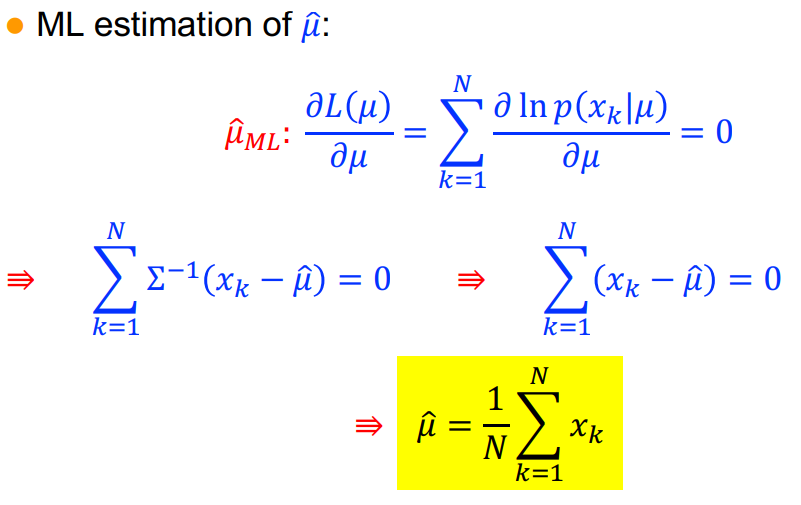 • ML estimation of μ̂:
μ̂_ML: ∂L(μ)/∂μ = ∑_{k=1}^{N} ∂ ln p(x_k|μ)/∂μ = 0
⇛ ∑_{k=1}^{N} Σ^{−1}(x_k − μ̂) = 0 ⇛ ∑_{k=1}^{N} (x_k − μ̂) = 0
⇛ μ̂ = 1/N ∑_{k=1}^{N} x_k